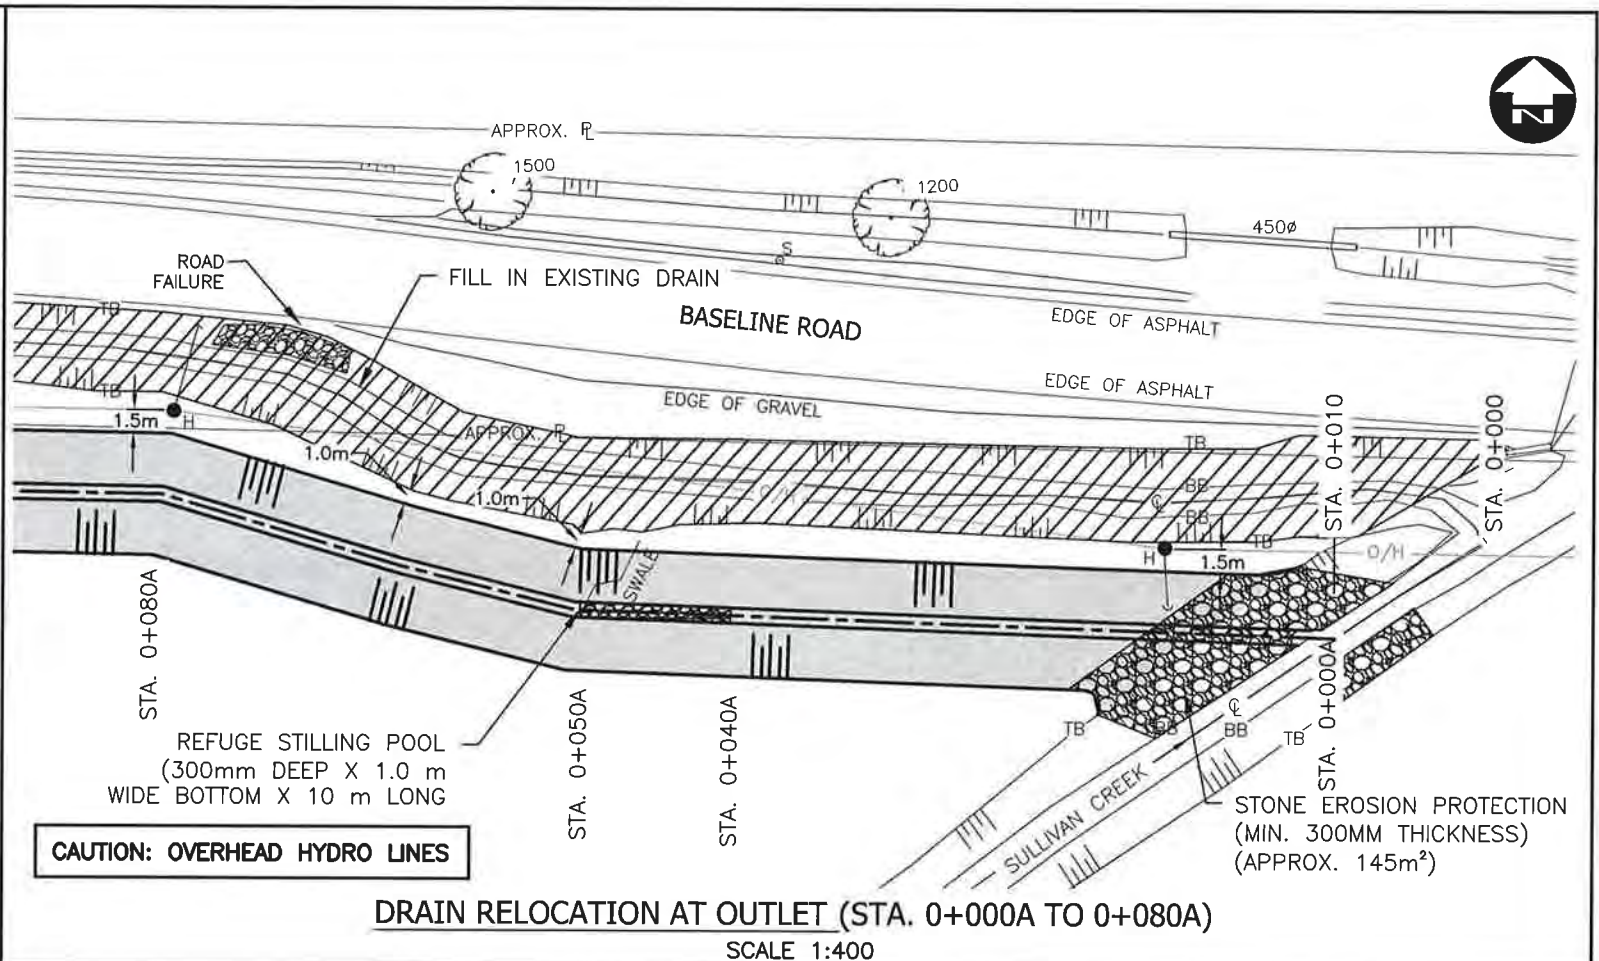 N
APPROX. PL
1500
1200
450ø
S
ROAD
FAILURE
FILL IN EXISTING DRAIN
BASELINE ROAD
EDGE OF ASPHALT
EDGE OF ASPHALT
EDGE OF GRAVEL
TB
TB
1.5m
H
1.0m
APPROX. PL
1.0m
O/H
TB
BB
℄
BB
TB
H
1.5m
O/H
STA. 0+010
STA. 0+000
SWALE
STA. 0+080A
STA. 0+050A
STA. 0+040A
STA. 0+000A
REFUGE STILLING POOL
(300mm DEEP X 1.0 m
WIDE BOTTOM X 10 m LONG
TB
BB
℄
BB
TB
SULLIVAN CREEK
STONE EROSION PROTECTION
(MIN. 300MM THICKNESS)
(APPROX. 145m²)
CAUTION: OVERHEAD HYDRO LINES
DRAIN RELOCATION AT OUTLET (STA. 0+000A TO 0+080A)
SCALE 1:400